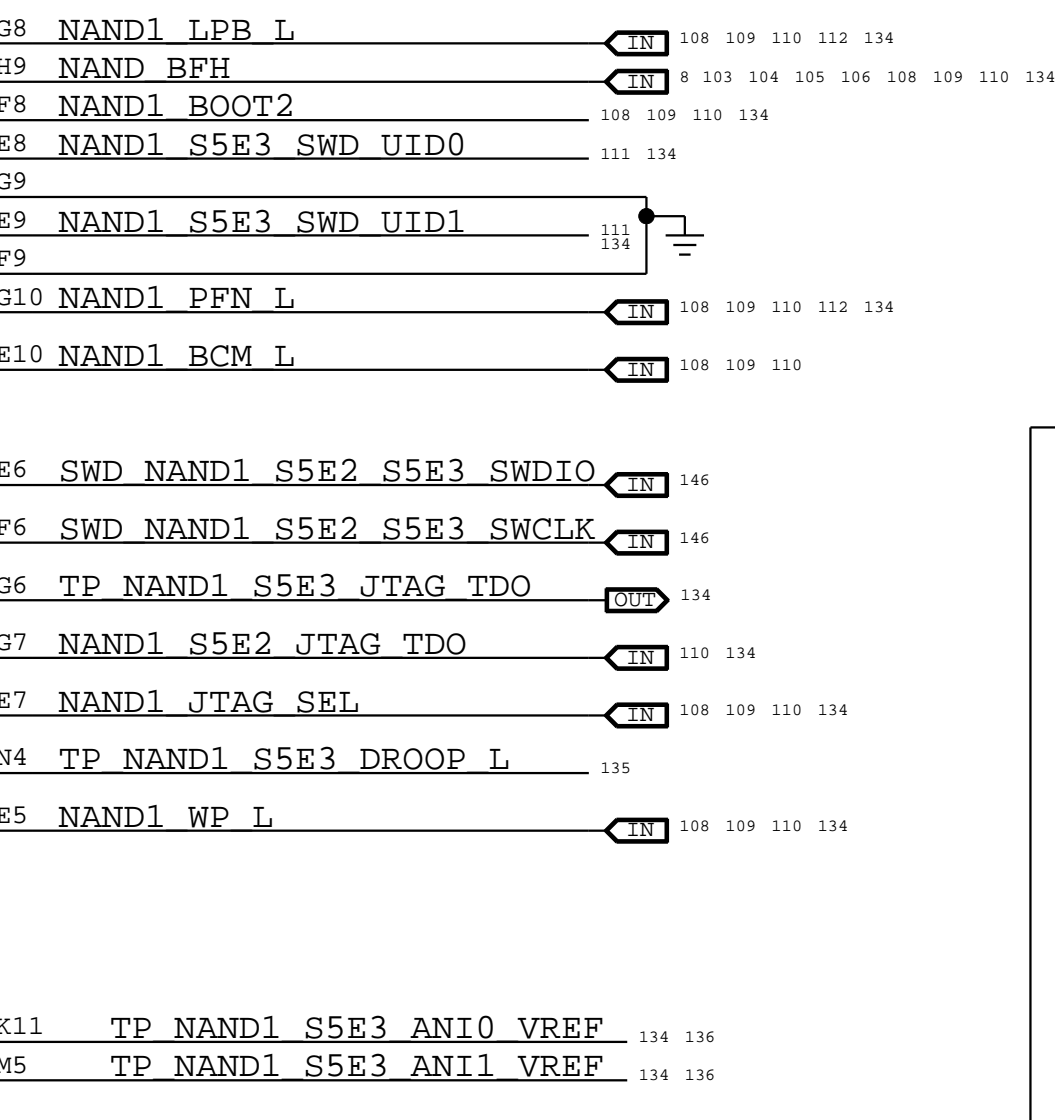 G8 NAND1_LPB_L IN 108 109 110 112 134
H9 NAND_BFH IN 8 103 104 105 106 108 109 110 134
F8 NAND1_BOOT2 108 109 110 134
E8 NAND1_S5E3_SWD_UID0 111 134
G9
E9 NAND1_S5E3_SWD_UID1 111
134
F9
G10 NAND1_PFN_L IN 108 109 110 112 134
E10 NAND1_BCM_L IN 108 109 110
E6 SWD_NAND1_S5E2_S5E3_SWDIO IN 146
F6 SWD_NAND1_S5E2_S5E3_SWCLK IN 146
G6 TP_NAND1_S5E3_JTAG_TDO OUT 134
G7 NAND1_S5E2_JTAG_TDO IN 110 134
E7 NAND1_JTAG_SEL IN 108 109 110 134
N4 TP_NAND1_S5E3_DROOP_L 135
E5 NAND1_WP_L IN 108 109 110 134
K11 TP_NAND1_S5E3_ANI0_VREF 134 136
M5 TP_NAND1_S5E3_ANI1_VREF 134 136